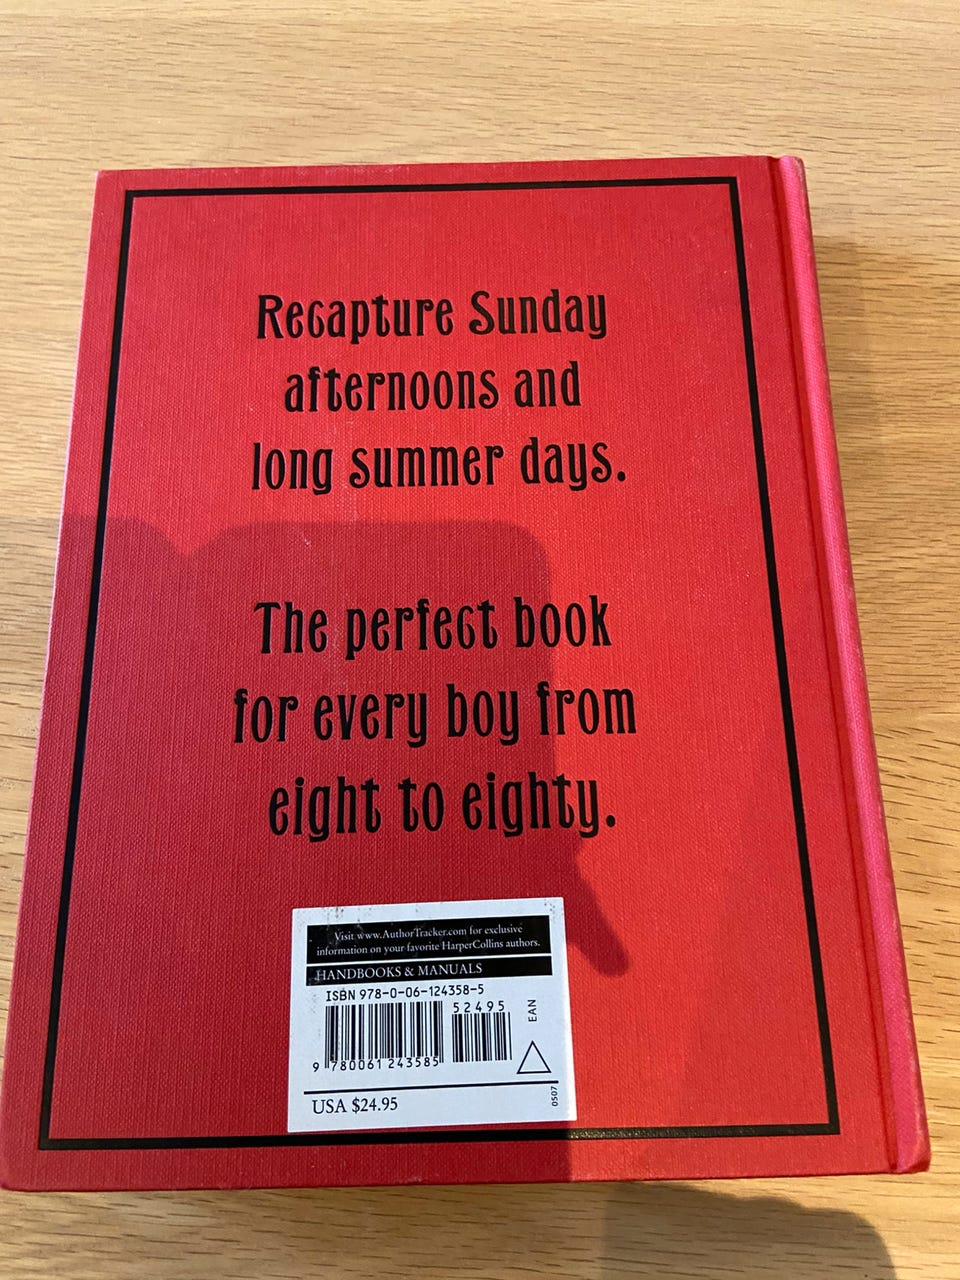 Recapture Sunday
afternoons and
long summer days.
The perfect book
for every boy from
eight to eighty.
Visit www.AuthorTracker.com for exclusive
information on your favorite HarperCollins authors.
HANDBOOKS & MANUALS
ISBN 978-0-06-124358-5
52495
EAN
9 780061 243585
USA $24.95
0507